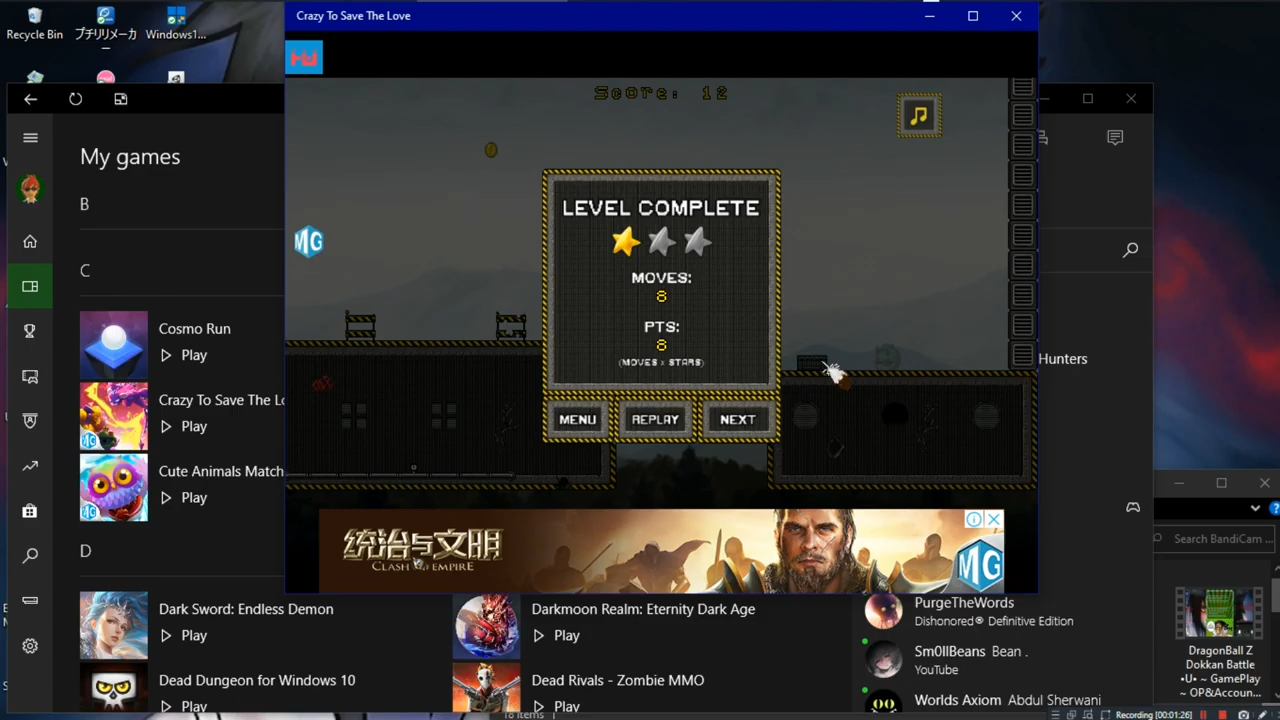 Recycle Bin
プチリメーカ
ー
Windows1...
Crazy To Save The Love
Score: 12
My games
B
C
Cosmo Run
Play
Crazy To Save The Lo
Play
Cute Animals Match
Play
D
Dark Sword: Endless Demon
Play
Dead Dungeon for Windows 10
Play
MG
LEVEL COMPLETE
MOVES:
8
PTS:
8
(MOVES x STARS)
MENU
REPLAY
NEXT
统治与文明
CLASH OF EMPIRE
MG
Darkmoon Realm: Eternity Dark Age
Play
Dead Rivals - Zombie MMO
Play
Hunters
PurgeTheWords
Dishonored® Definitive Edition
Sm0llBeans Bean .
YouTube
Worlds Axiom Abdul Sherwani
Search BandiCam ...
DragonBall Z
Dokkan Battle
•U• ~ GamePlay
~ OP&Accoun...
18 items
Recording [00:01:26]